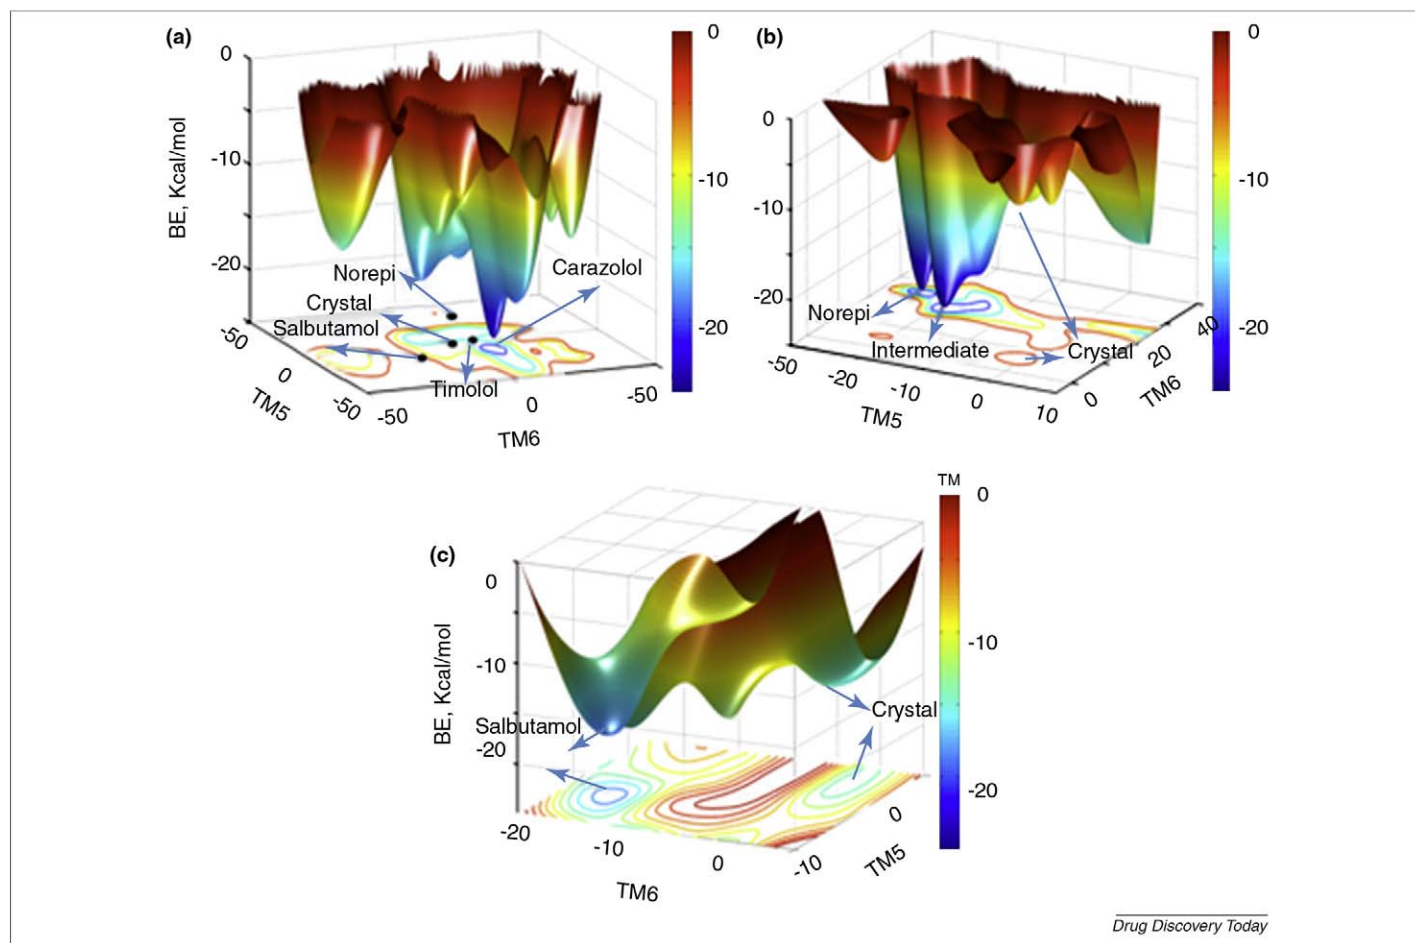 (a)
0
-10
-20
BE, Kcal/mol
Norepi
Crystal
Salbutamol
Carazolol
Timolol
-50
0
-50
TM5
-50
0
-50
TM6
0
-10
-20
(b)
0
-10
-20
Norepi
Intermediate
Crystal
-50
-20
-10
0
10
TM5
0
20
40
TM6
0
-10
-20
(c)
0
-10
-20
BE, Kcal/mol
Salbutamol
Crystal
-20
-10
0
TM6
-10
0
TM5
TM
0
-10
-20
Drug Discovery Today